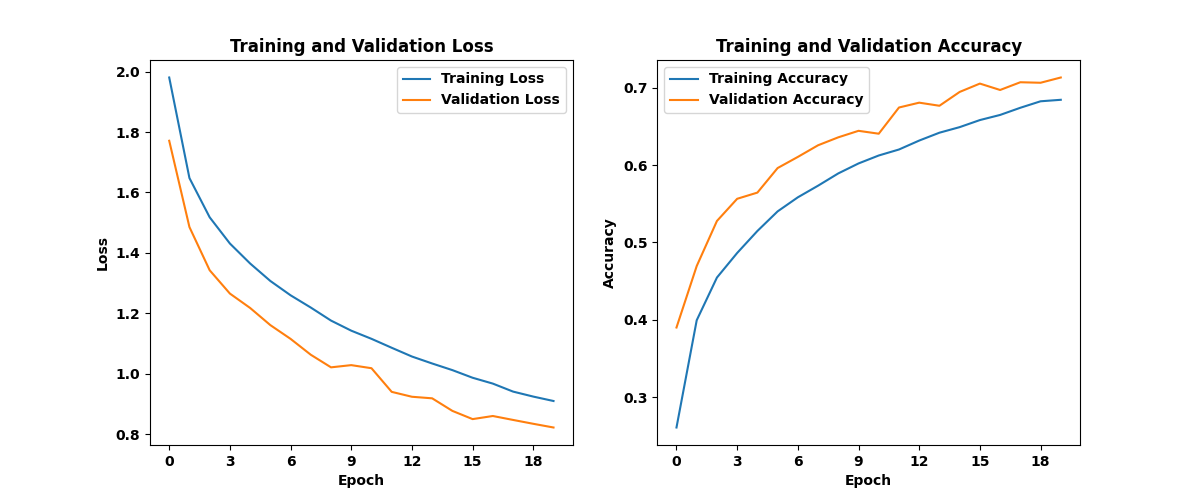 Training and Validation Loss
Training Loss
Validation Loss
2.0
1.8
1.6
1.4
1.2
1.0
0.8
Loss
0 3 6 9 12 15 18
Epoch
Training and Validation Accuracy
Training Accuracy
Validation Accuracy
0.7
0.6
0.5
0.4
0.3
Accuracy
0 3 6 9 12 15 18
Epoch